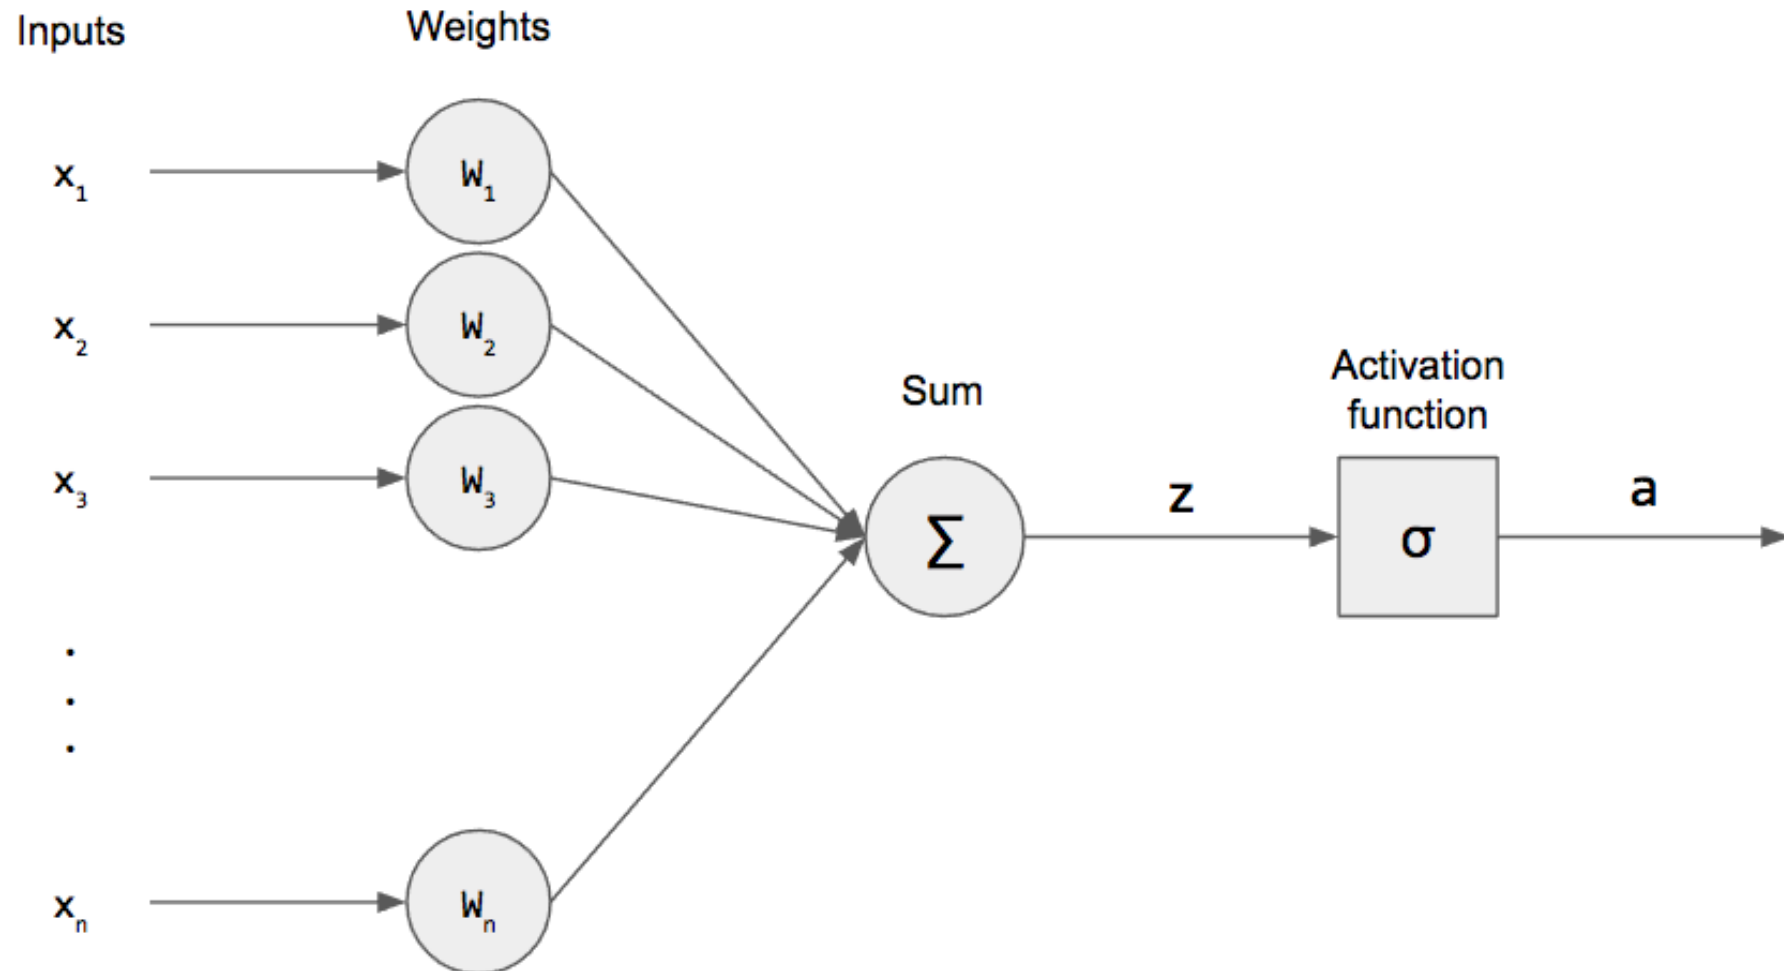 Inputs
Weights
x₁
W₁
x₂
W₂
x₃
W₃
Sum
Σ
z
Activation
function
σ
a
.
.
.
xₙ
Wₙ